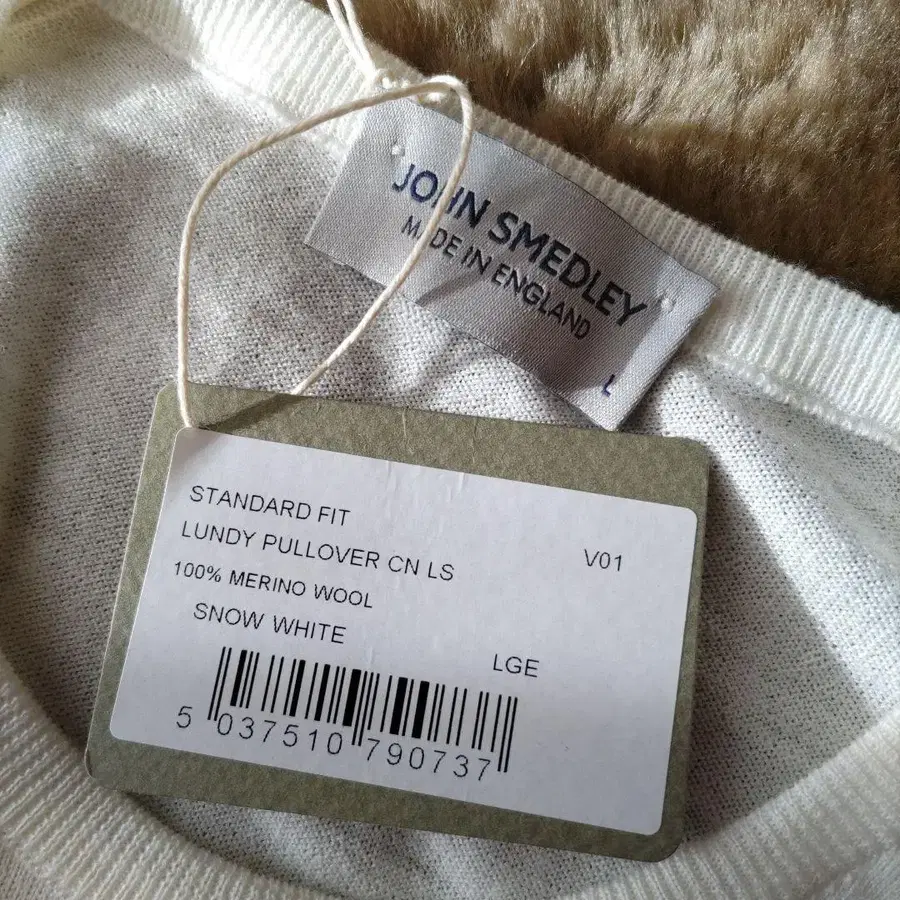 JOHN SMEDLEY
MADE IN ENGLAND
L
STANDARD FIT
LUNDY PULLOVER CN LS
V01
100% MERINO WOOL
SNOW WHITE
LGE
5 037510 790737